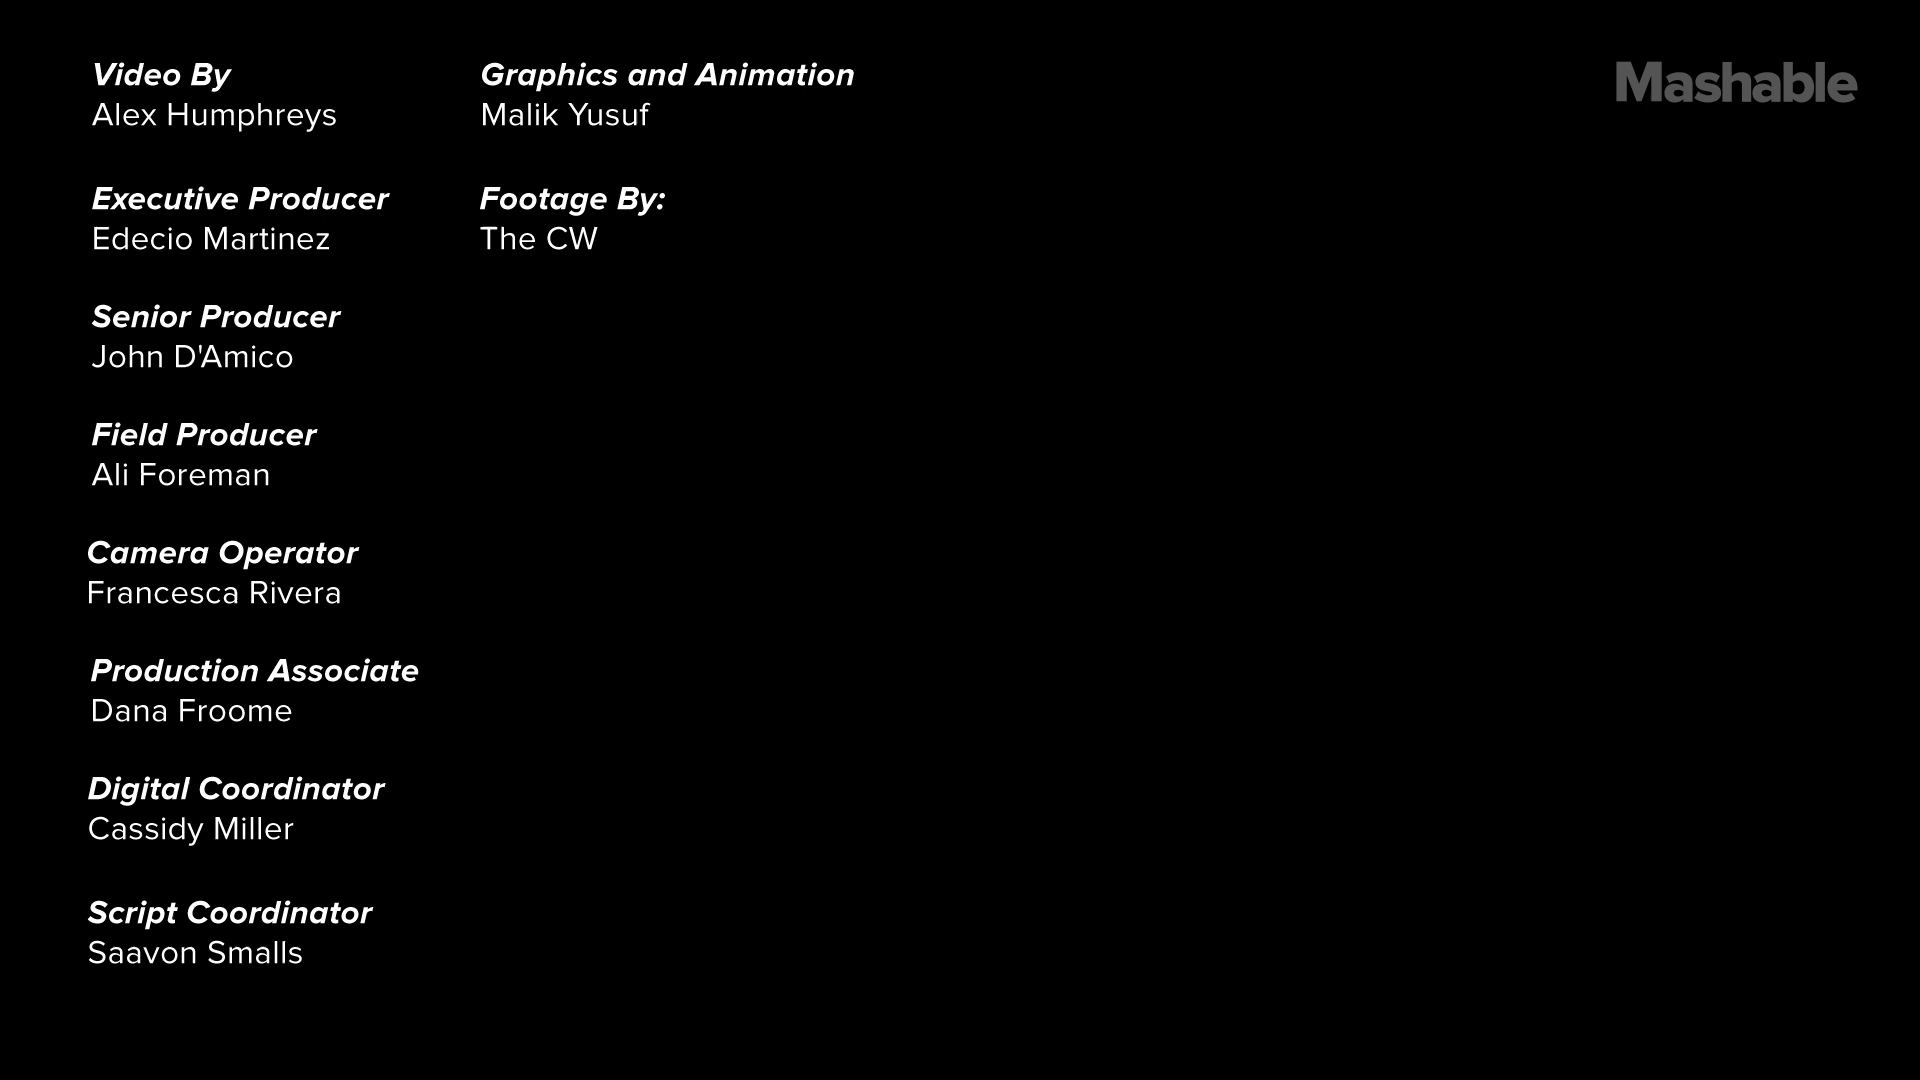 Video By
Alex Humphreys
Executive Producer
Edecio Martinez
Senior Producer
John D'Amico
Field Producer
Ali Foreman
Camera Operator
Francesca Rivera
Production Associate
Dana Froome
Digital Coordinator
Cassidy Miller
Script Coordinator
Saavon Smalls
Graphics and Animation
Malik Yusuf
Footage By:
The CW
Mashable